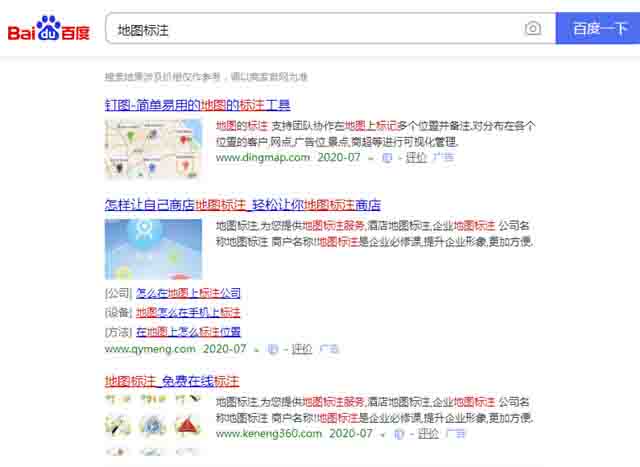 Bai du 百度
地图标注
百度一下
搜索结果涉及价格仅作参考，请以商家官网为准
钉图-简单易用的地图的标注工具
地图的标注 支持团队协作在地图上标记多个位置并备注,对分布在各个
位置的客户,网点,广告位,景点,商超等进行可视化管理.
www.dingmap.com 2020-07 - 评价 广告
怎样让自己商店地图标注_轻松让你地图标注商店
地图标注,为您提供地图标注服务,酒店地图标注,企业地图标注 公司名
称地图标注 商户名称!地图标注是企业必修课,提升企业形象,更加方便.
[公司] 怎么在地图上标注公司
[设备] 地图怎么在手机上标注
[方法] 在地图上怎么标注位置
www.qymeng.com 2020-07 - 评价 广告
地图标注_免费在线标注
地图标注,为您提供地图标注服务,酒店地图标注,企业地图标注 公司名
称地图标注 商户名称!地图标注是企业必修课,提升企业形象,更加方便.
www.keneng360.com 2020-07 - 评价 广告